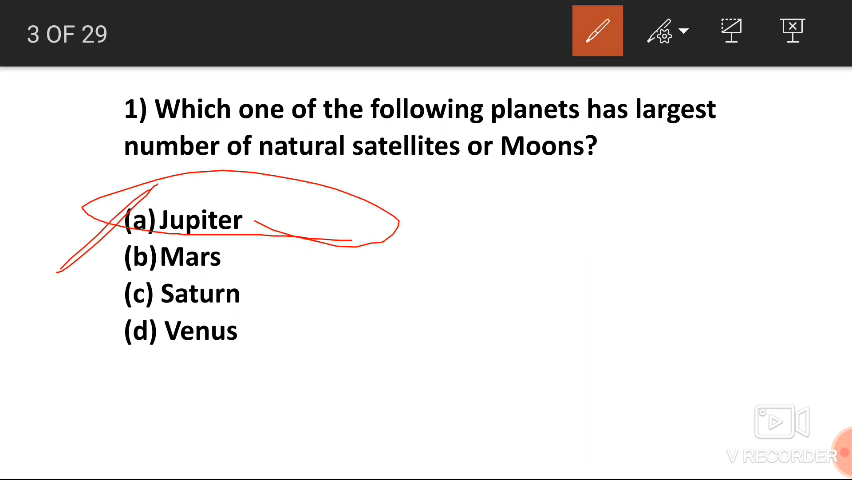 3 OF 29
1) Which one of the following planets has largest
number of natural satellites or Moons?
(a) Jupiter
(b) Mars
(c) Saturn
(d) Venus
V RECORDER